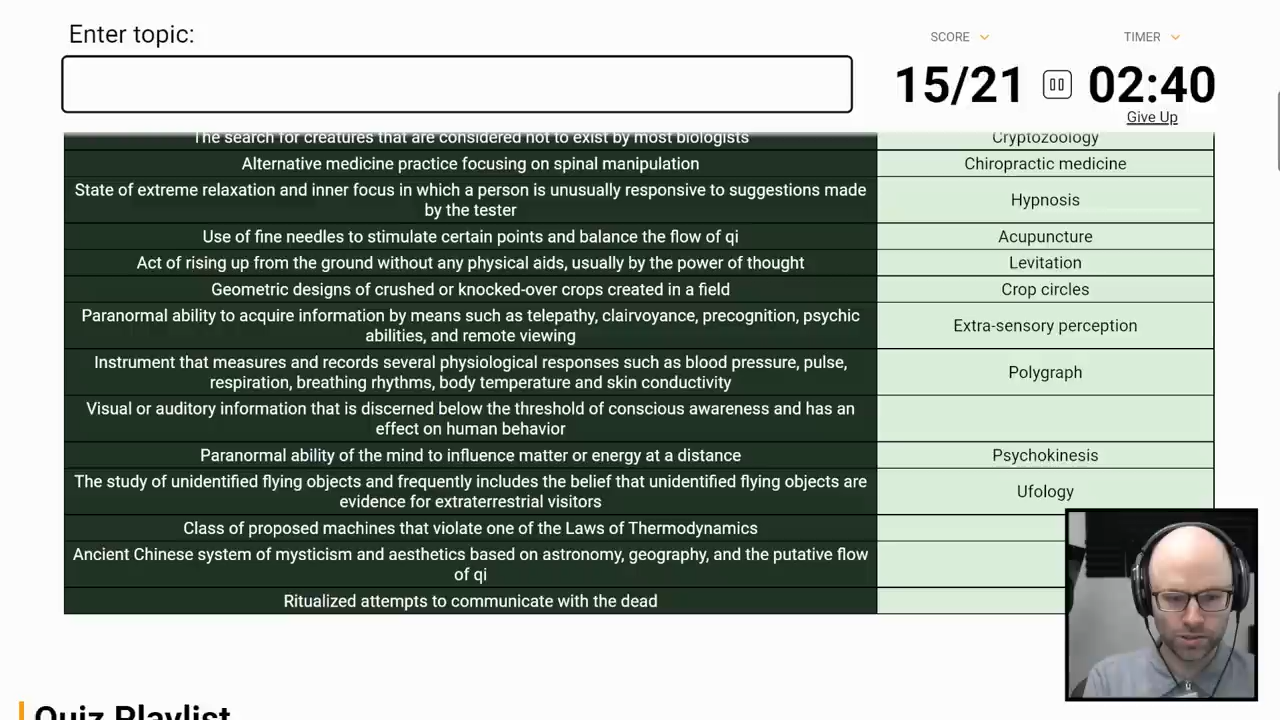 Enter topic:
SCORE
TIMER
15/21
02:40
Give Up
The search for creatures that are considered not to exist by most biologists
Cryptozoology
Alternative medicine practice focusing on spinal manipulation
Chiropractic medicine
State of extreme relaxation and inner focus in which a person is unusually responsive to suggestions made
by the tester
Hypnosis
Use of fine needles to stimulate certain points and balance the flow of qi
Acupuncture
Act of rising up from the ground without any physical aids, usually by the power of thought
Levitation
Geometric designs of crushed or knocked-over crops created in a field
Crop circles
Paranormal ability to acquire information by means such as telepathy, clairvoyance, precognition, psychic
abilities, and remote viewing
Extra-sensory perception
Instrument that measures and records several physiological responses such as blood pressure, pulse,
respiration, breathing rhythms, body temperature and skin conductivity
Polygraph
Visual or auditory information that is discerned below the threshold of conscious awareness and has an
effect on human behavior
Paranormal ability of the mind to influence matter or energy at a distance
Psychokinesis
The study of unidentified flying objects and frequently includes the belief that unidentified flying objects are
evidence for extraterrestrial visitors
Ufology
Class of proposed machines that violate one of the Laws of Thermodynamics
Ancient Chinese system of mysticism and aesthetics based on astronomy, geography, and the putative flow
of qi
Ritualized attempts to communicate with the dead
Quiz Playlist